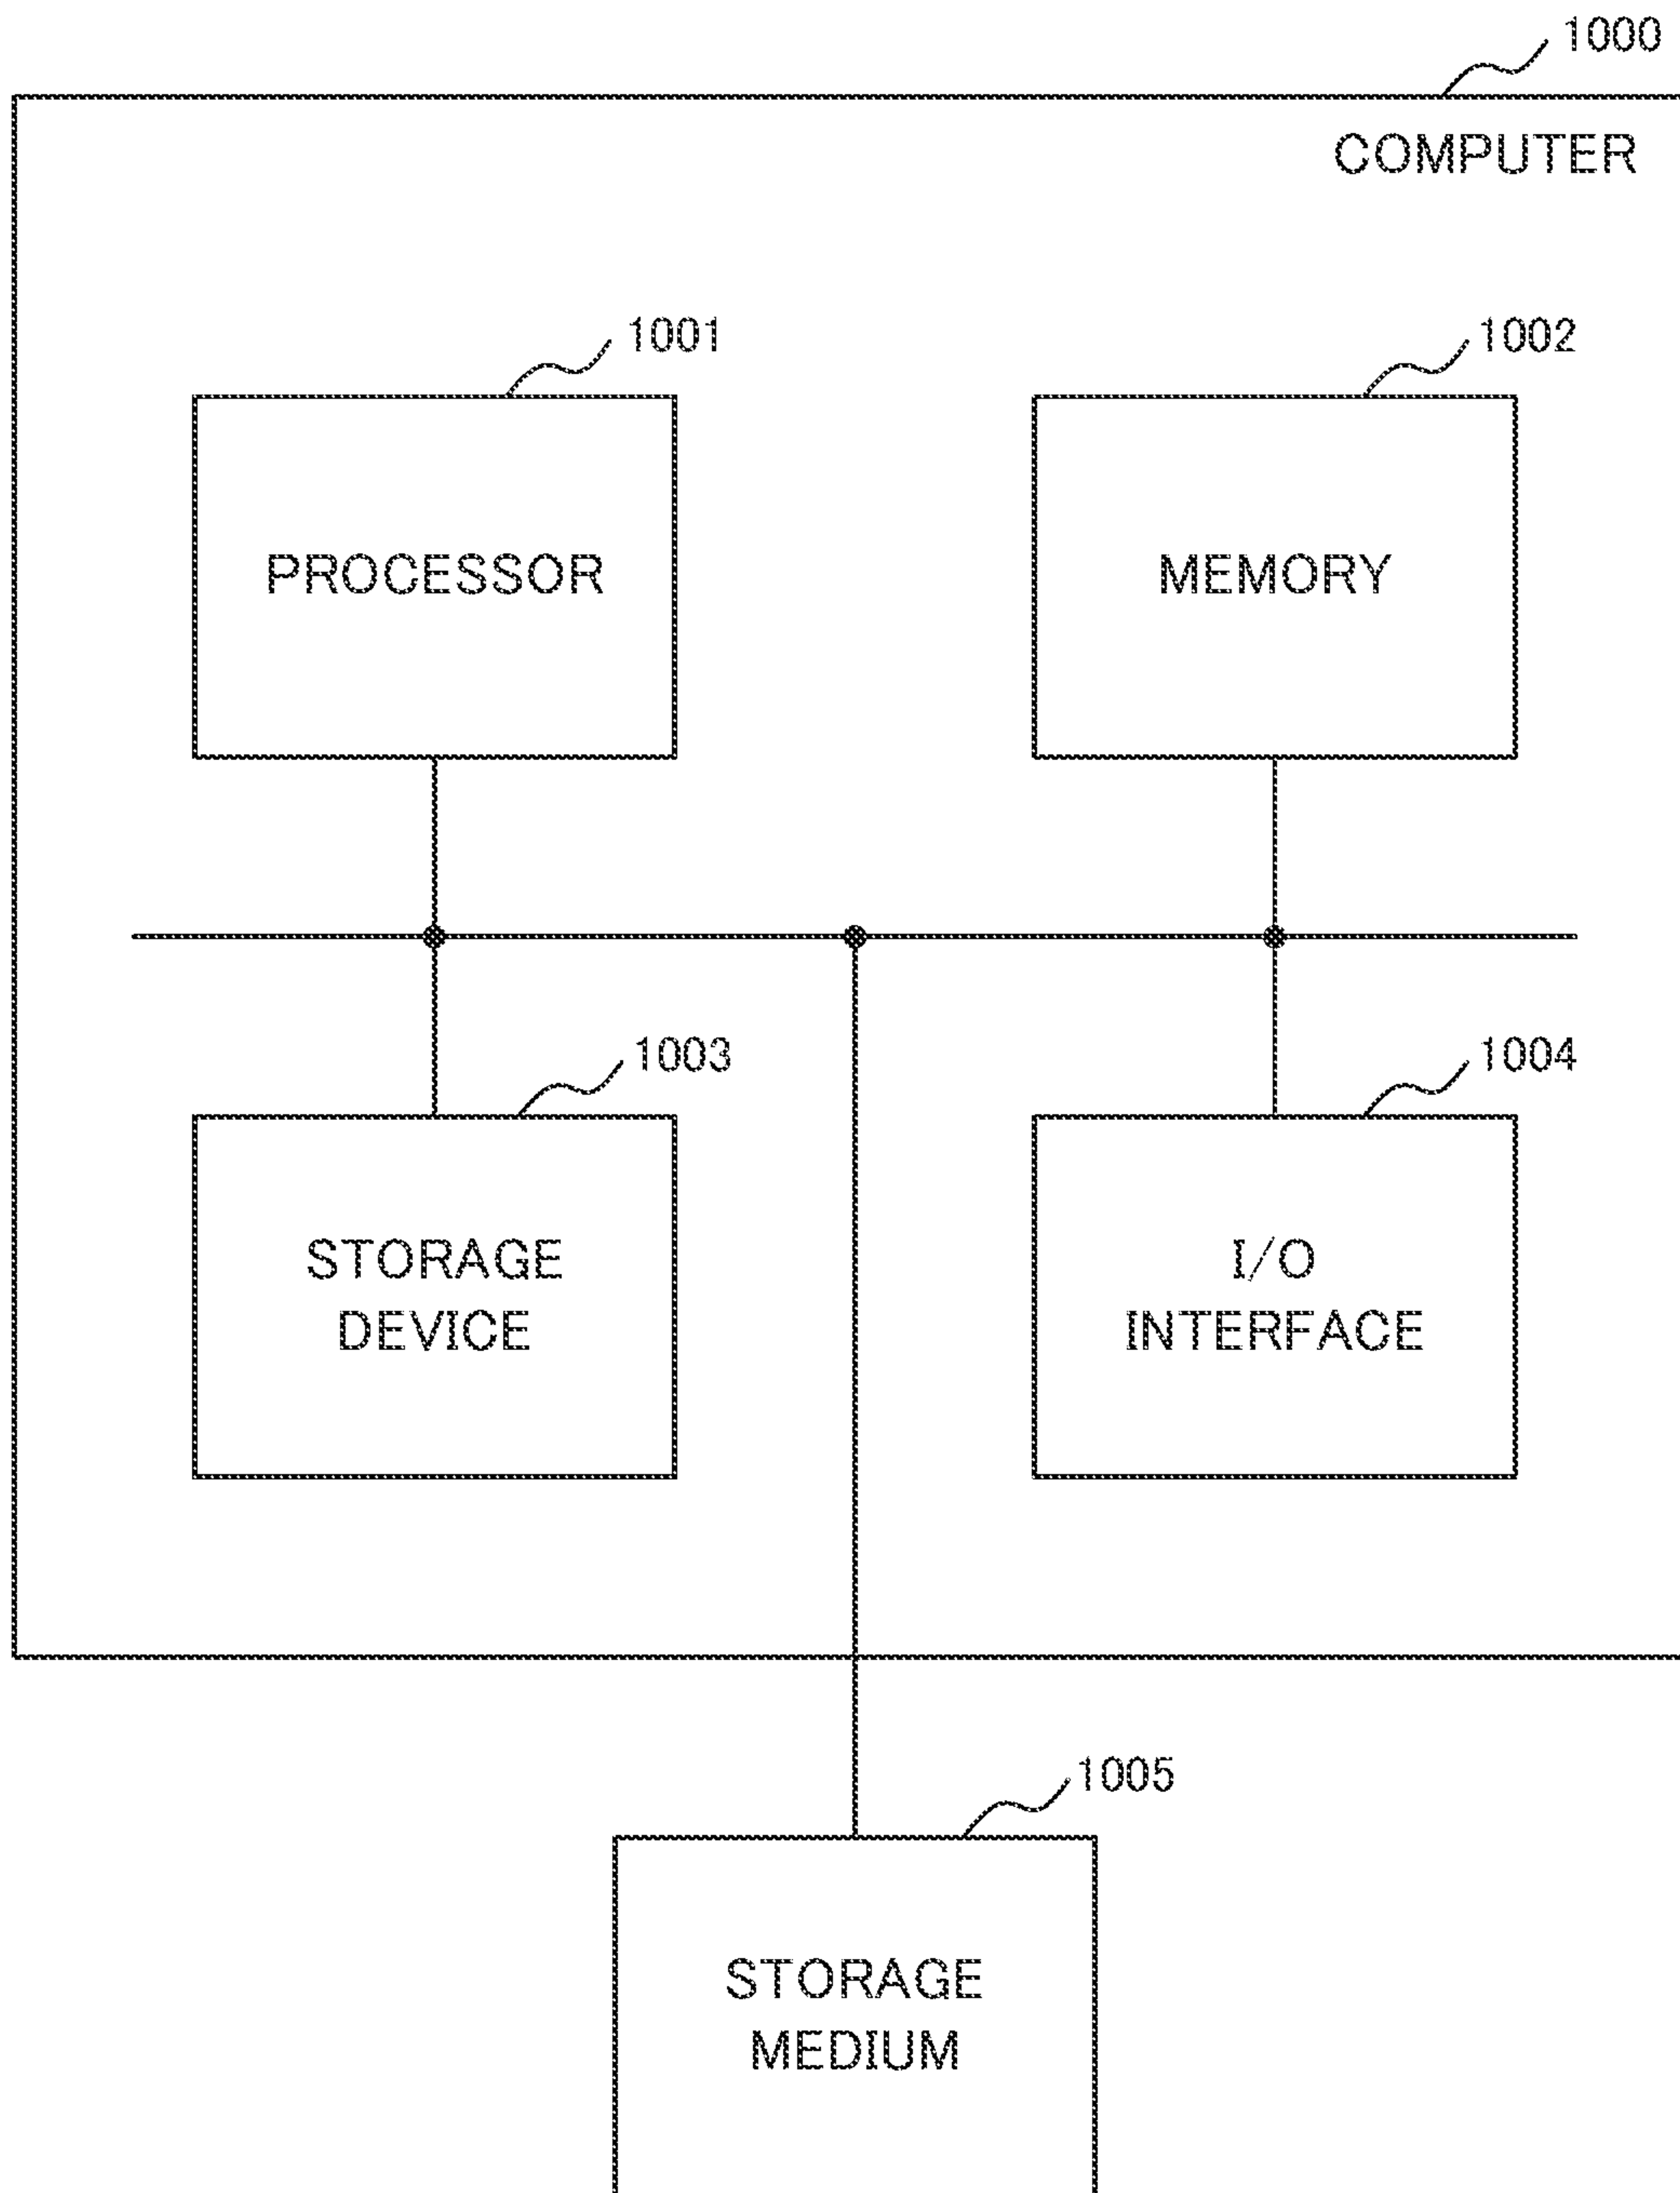 1000
COMPUTER
1001
1002
PROCESSOR
MEMORY
1003
1004
STORAGE
DEVICE
I/O
INTERFACE
1005
STORAGE
MEDIUM